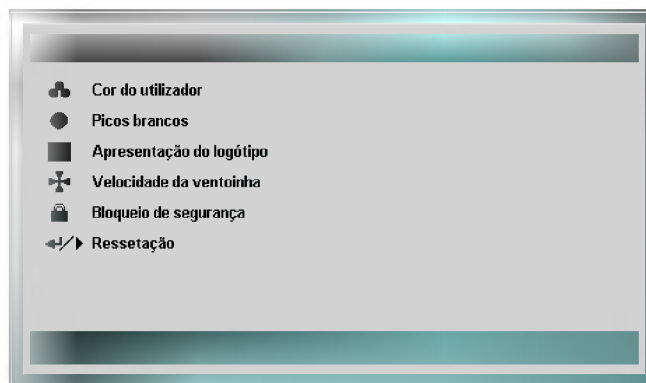 Cor do utilizador
Picos brancos
Apresentação do logótipo
Velocidade da ventoinha
Bloqueio de segurança
Ressetação